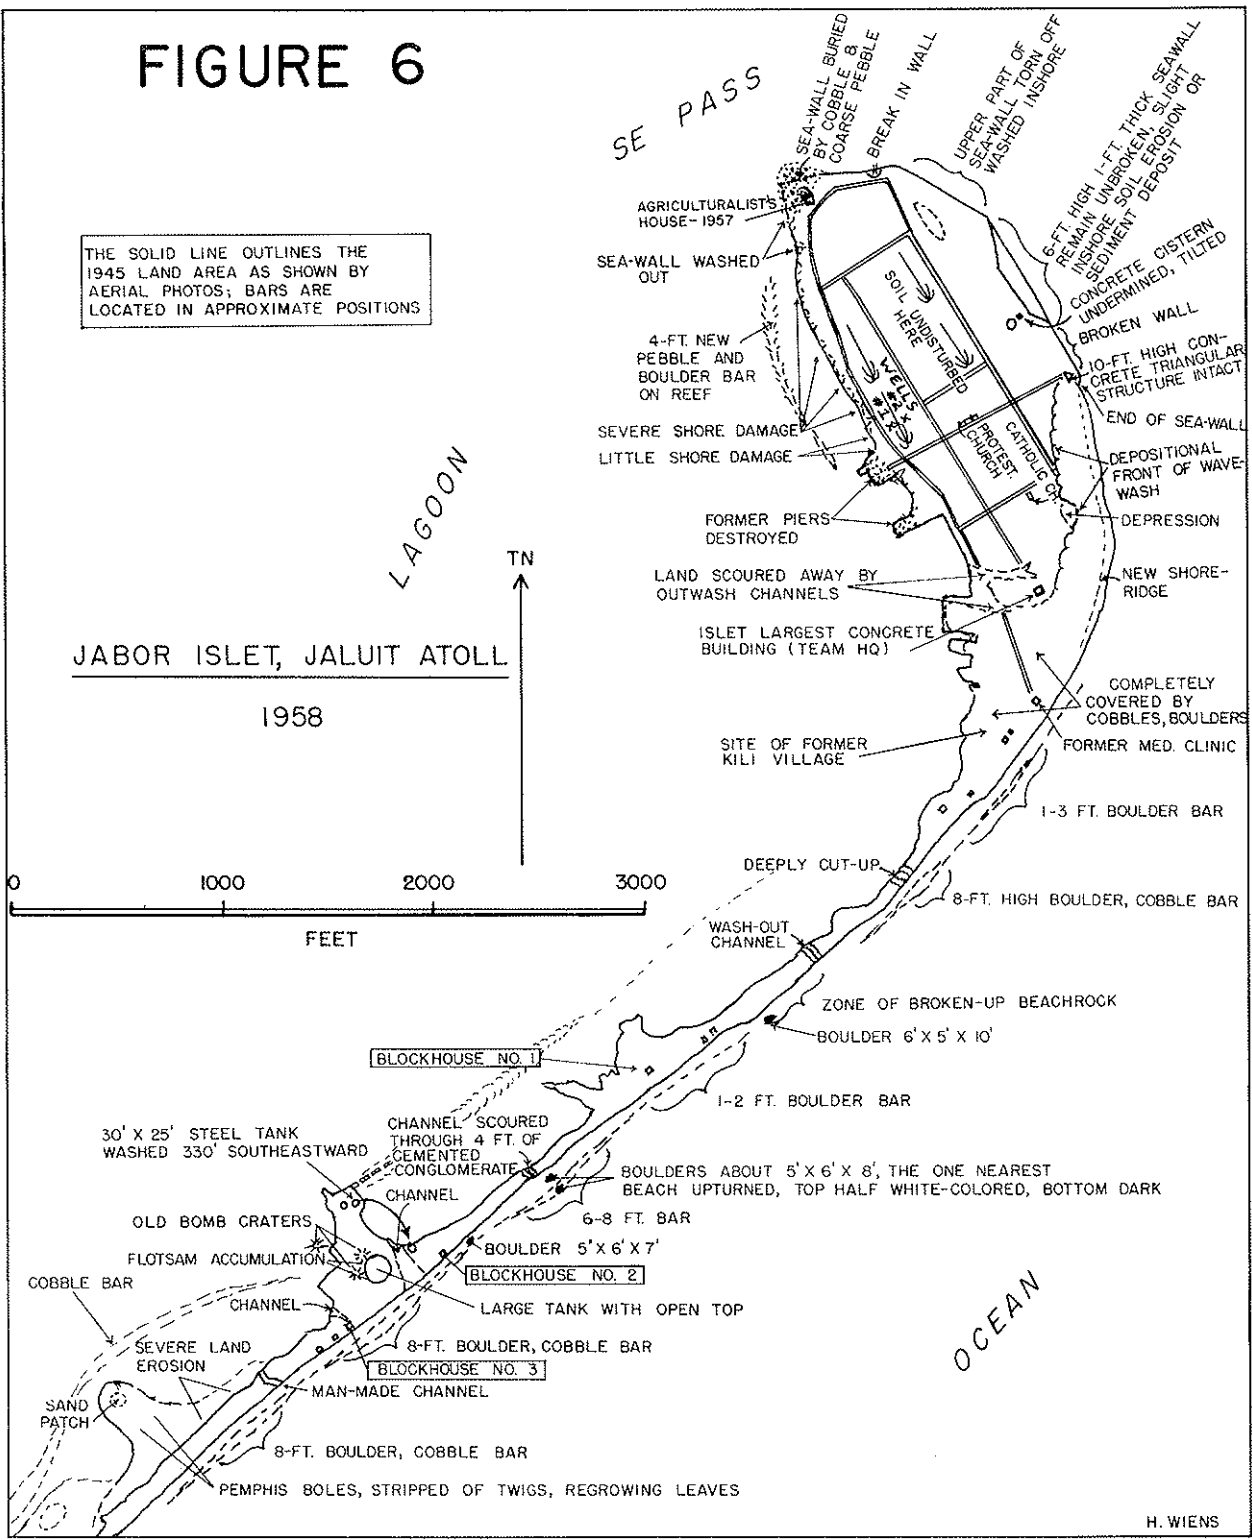 FIGURE 6
SE PASS
SEA-WALL BURIED
BY COBBLE &
COARSE PEBBLE
BREAK IN WALL
UPPER PART OF
SEA-WALL TORN OFF
WASHED INSHORE
6-FT. HIGH 1-FT. THICK SEAWALL
REMAIN UNBROKEN, SLIGHT
INSHORE SOIL EROSION OR
SEDIMENT DEPOSIT
CONCRETE CISTERN
UNDERMINED, TILTED
BROKEN WALL
10-FT. HIGH CON-
CRETE TRIANGULAR
STRUCTURE INTACT
END OF SEA-WALL
DEPOSITIONAL
FRONT OF WAVE-
WASH
DEPRESSION
NEW SHORE-
RIDGE
AGRICULTURALIST'S
HOUSE-1957
SEA-WALL WASHED
OUT
THE SOLID LINE OUTLINES THE
1945 LAND AREA AS SHOWN BY
AERIAL PHOTOS; BARS ARE
LOCATED IN APPROXIMATE POSITIONS
4-FT. NEW
PEBBLE AND
BOULDER BAR
ON REEF
SOIL UNDISTURBED
HERE
WELLS
#2 X
#1 X
PROTEST.
CHURCH
CATHOLIC CH.
SEVERE SHORE DAMAGE
LITTLE SHORE DAMAGE
LAGOON
FORMER PIERS
DESTROYED
TN
LAND SCOURED AWAY BY
OUTWASH CHANNELS
ISLET LARGEST CONCRETE
BUILDING (TEAM HQ)
JABOR ISLET, JALUIT ATOLL
1958
COMPLETELY
COVERED BY
COBBLES, BOULDERS
SITE OF FORMER
KILI VILLAGE
FORMER MED. CLINIC
1-3 FT. BOULDER BAR
DEEPLY CUT-UP
8-FT. HIGH BOULDER, COBBLE BAR
0 1000 2000 3000
FEET
WASH-OUT
CHANNEL
ZONE OF BROKEN-UP BEACHROCK
BOULDER 6' X 5' X 10'
BLOCKHOUSE NO. 1
1-2 FT. BOULDER BAR
30' X 25' STEEL TANK
WASHED 330' SOUTHEASTWARD
CHANNEL SCOURED
THROUGH 4 FT. OF
CEMENTED
CONGLOMERATE
CHANNEL
BOULDERS ABOUT 5' X 6' X 8', THE ONE NEAREST
BEACH UPTURNED, TOP HALF WHITE-COLORED, BOTTOM DARK
6-8 FT. BAR
OLD BOMB CRATERS
BOULDER 5' X 6' X 7'
FLOTSAM ACCUMULATION
BLOCKHOUSE NO. 2
COBBLE BAR
CHANNEL
LARGE TANK WITH OPEN TOP
OCEAN
SEVERE LAND
EROSION
8-FT. BOULDER, COBBLE BAR
BLOCKHOUSE NO. 3
MAN-MADE CHANNEL
SAND
PATCH
8-FT. BOULDER, COBBLE BAR
PEMPHIS BOLES, STRIPPED OF TWIGS, REGROWING LEAVES
H. WIENS